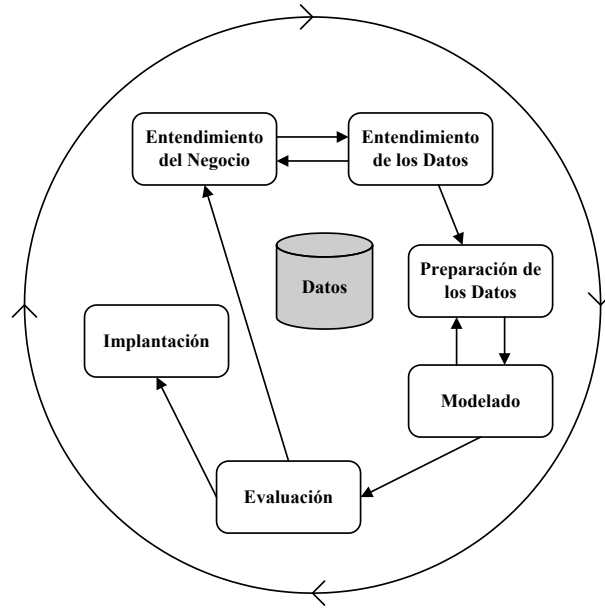 Entendimiento
del Negocio
Entendimiento
de los Datos
Preparación de
los Datos
Datos
Implantación
Modelado
Evaluación